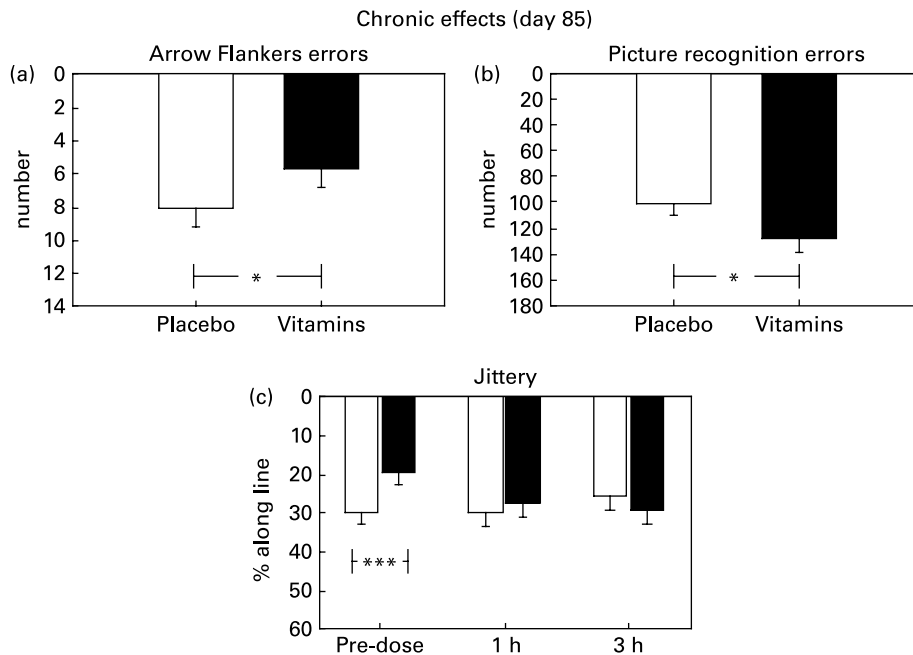 Chronic effects (day 85)
Arrow Flankers errors
(a)
number
0
2
4
6
8
10
12
14
*
Placebo Vitamins
Picture recognition errors
(b)
number
0
20
40
60
80
100
120
140
160
180
*
Placebo Vitamins
Jittery
(c)
% along line
0
10
20
30
40
50
60
***
Pre-dose 1 h 3 h